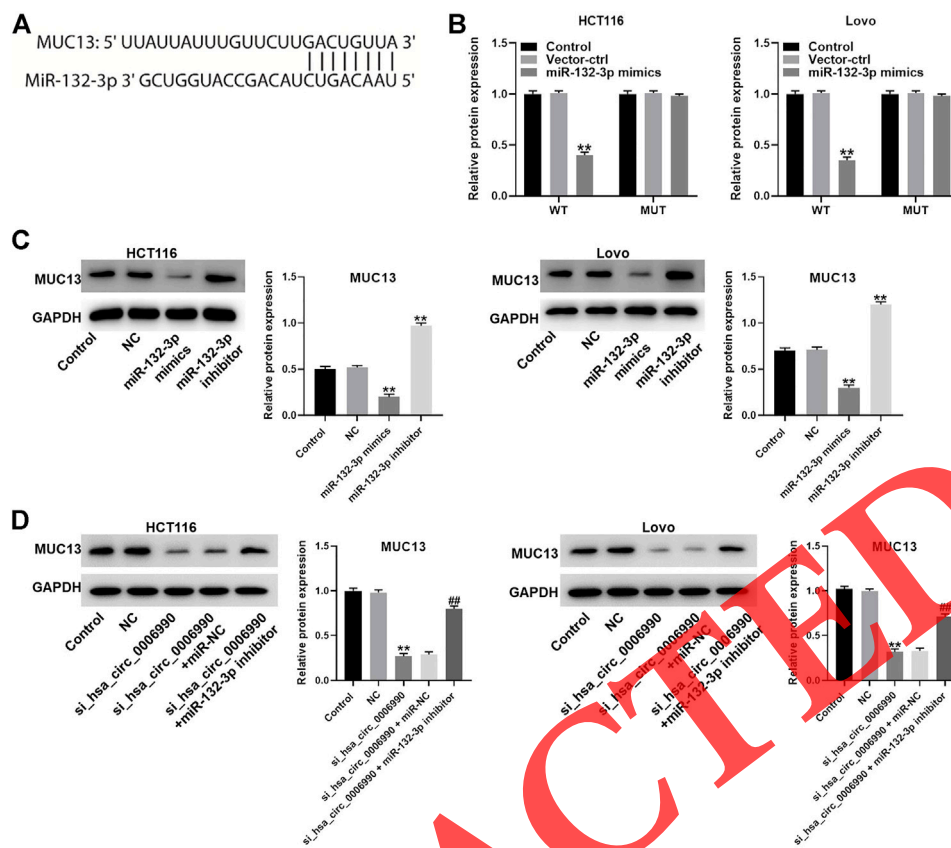 A
MUC13: 5' UUAUUAUUUGUUCUUGACUGUUA 3'
MiR-132-3p 3' GCUGGUACCGACAUCUGACAAU 5'
B
HCT116
Relative protein expression
1.5
1.0
0.5
0.0
Control
Vector-ctrl
miR-132-3p mimics
**
WT
MUT
Lovo
Relative protein expression
1.5
1.0
0.5
0.0
Control
Vector-ctrl
miR-132-3p mimics
**
WT
MUT
C
HCT116
MUC13
GAPDH
Control
NC
miR-132-3p
mimics
miR-132-3p
inhibitor
MUC13
Relative protein expression
1.5
1.0
0.5
0.0
**
**
Control
NC
miR-132-3p mimics
miR-132-3p inhibitor
Lovo
MUC13
GAPDH
Control
NC
miR-132-3p
mimics
miR-132-3p
inhibitor
MUC13
Relative protein expression
1.5
1.0
0.5
0.0
**
**
Control
NC
miR-132-3p mimics
miR-132-3p inhibitor
D
HCT116
MUC13
GAPDH
Control
NC
si_hsa_circ_0006990
si_hsa_circ_0006990
+miR-NC
si_hsa_circ_0006990
+miR-132-3p inhibitor
MUC13
Relative protein expression
1.5
1.0
0.5
0.0
**
##
Control
NC
si_hsa_circ_0006990
si_hsa_circ_0006990 + miR-NC
si_hsa_circ_0006990 + miR-132-3p inhibitor
Lovo
MUC13
GAPDH
Control
NC
si_hsa_circ_0006990
si_hsa_circ_0006990
+miR-NC
si_hsa_circ_0006990
+miR-132-3p inhibitor
MUC13
Relative protein expression
1.5
1.0
0.5
0.0
**
##
Control
NC
si_hsa_circ_0006990
si_hsa_circ_0006990 + miR-NC
si_hsa_circ_0006990 + miR-132-3p inhibitor
ACTED